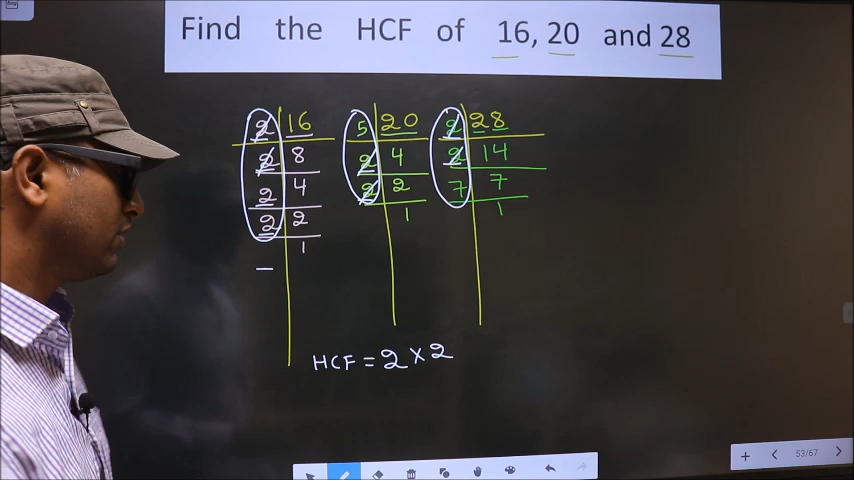 Find the HCF of 16, 20 and 28
2 16 5 20 2 28
2 8 2 4 2 14
2 4 2 2 7 7
2 2 1 1
1
HCF = 2 × 2
53/67